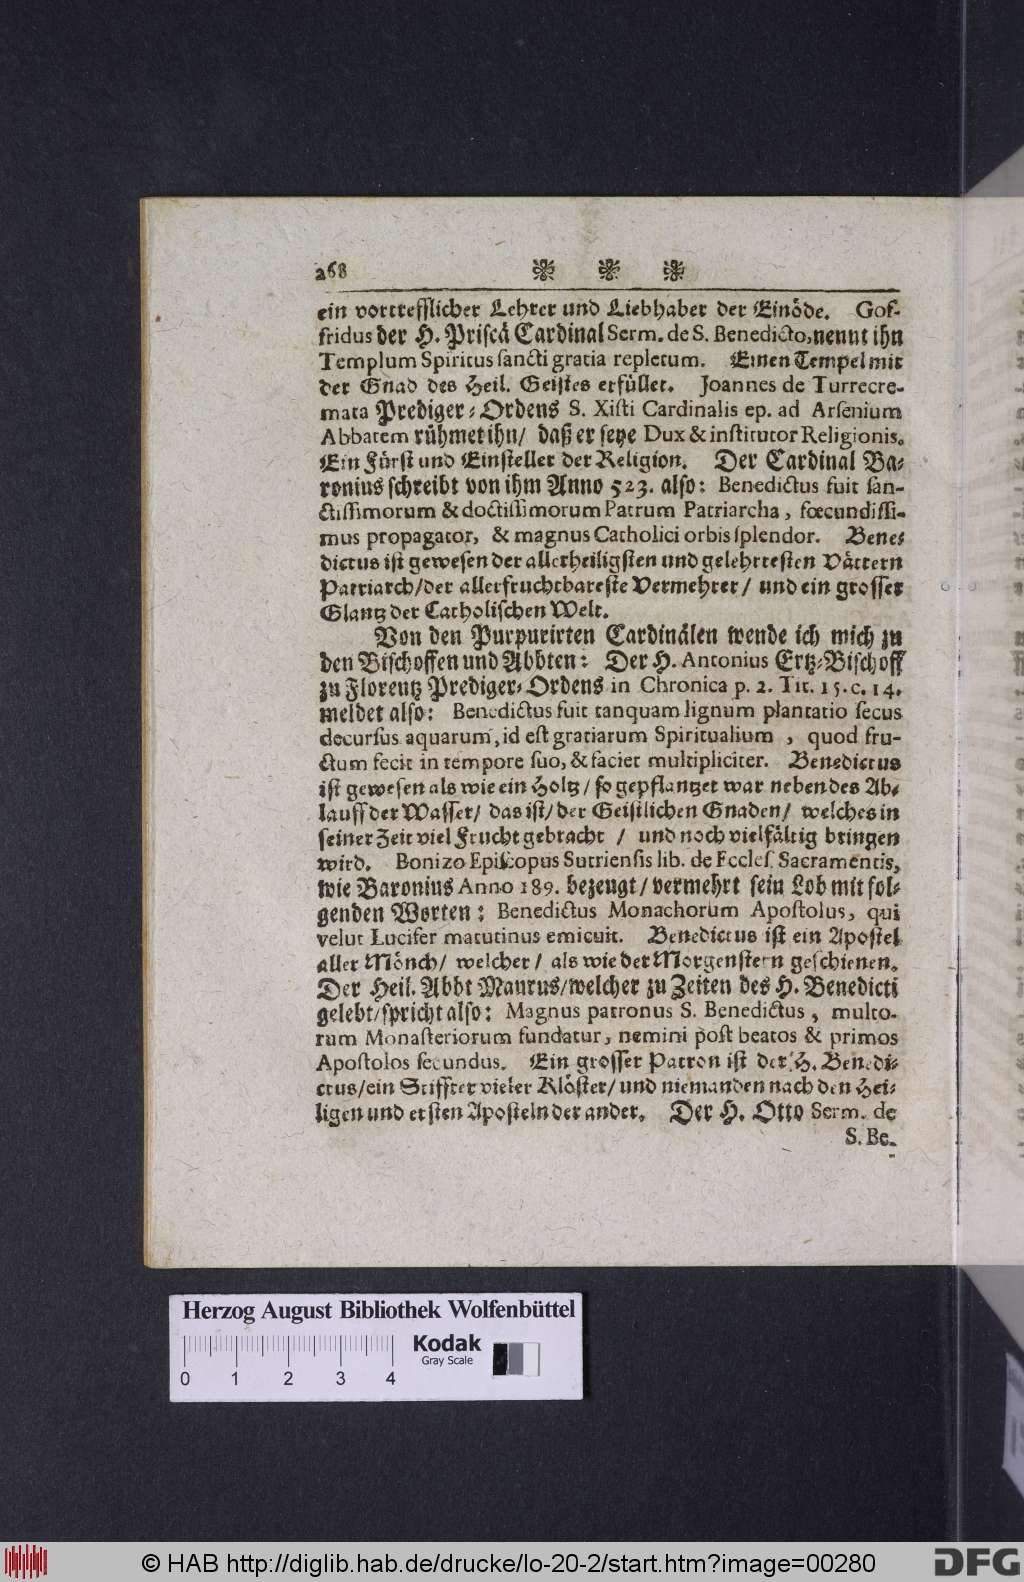 268 ❃ ❃ ❃
ein vortrefflicher Lehrer und Liebhaber der Einöde. Gof-
fridus der H. Priscä Cardinal Serm. de S. Benedicto, nennt ihn
Templum Spiritus sancti gratia repletum. Einen Tempel mit
der Gnad des Heil. Geistes erfüllet. Joannes de Turrecre-
mata Prediger-Ordens S. Xisti Cardinalis ep. ad Arsenium
Abbatem rühmet ihn/ daß er seye Dux & institutor Religionis.
Ein Fürst und Einsteller der Religion. Der Cardinal Ba-
ronius schreibt von ihm Anno 523. also: Benedictus fuit san-
ctissimorum & doctissimorum Patrum Patriarcha, fœcundissi-
mus propagator, & magnus Catholici orbis splendor. Bene-
dictus ist gewesen der allerheiligsten und gelehrtesten Vättern
Patriarch/der allerfruchtbareste Vermehrer/ und ein grosser
Glantz der Catholischen Welt.
Von den Purpurirten Cardinälen wende ich mich zu
den Bischoffen und Abbten: Der H. Antonius Ertz-Bischoff
zu Florentz Prediger-Ordens in Chronica p. 2. Tit. 15. c. 14.
meldet also: Benedictus fuit tanquam lignum plantatio secus
decursus aquarum, id est gratiarum Spiritualium, quod fru-
ctum fecit in tempore suo, & faciet multipliciter. Benedictus
ist gewesen als wie ein Holtz/ so gepflantzet war neben des Ab-
lauff der Wasser/ das ist/ der Geistlichen Gnaden/ welches in
seiner Zeit viel Frucht gebracht / und noch vielfältig bringen
wird. Bonizo Episcopus Sutriensis lib. de Eccles. Sacramentis,
wie Baronius Anno 189. bezeugt/ vermehrt sein Lob mit fol-
genden Worten: Benedictus Monachorum Apostolus, qui
velut Lucifer matutinus emicuit. Benedictus ist ein Apostel
aller Mönch/ welcher/ als wie der Morgenstern geschienen.
Der Heil. Abbt Maurus/welcher zu Zeiten des H. Benedicti
gelebt/spricht also: Magnus patronus S. Benedictus, multo-
rum Monasteriorum fundatur, nemini post beatos & primos
Apostolos secundus. Ein grosser Patron ist der H. Benedi-
ctus/ein Stiffter vieler Klöster/ und niemanden nach den Hei-
ligen und ersten Aposteln der ander. Der H. Otto Serm. de
S. Be-
Herzog August Bibliothek Wolfenbüttel
Kodak
Gray Scale
0 1 2 3 4
© HAB http://diglib.hab.de/drucke/lo-20-2/start.htm?image=00280
DFG